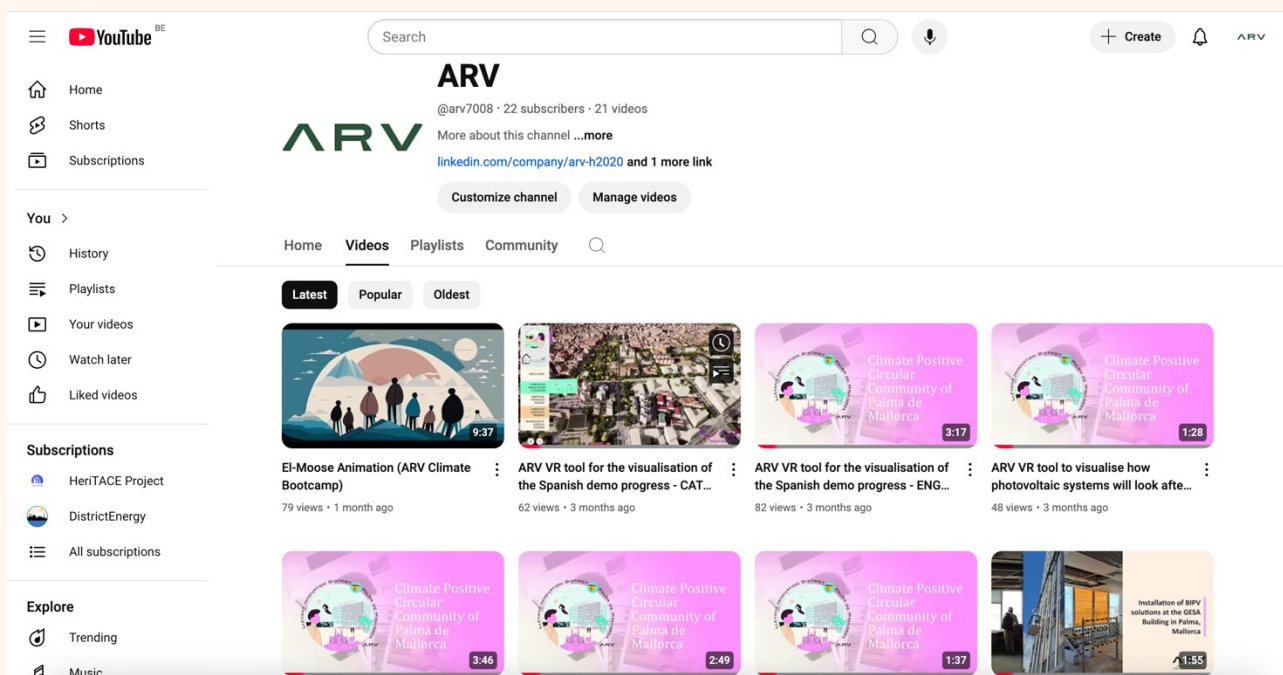 YouTube BE
Search
Create
ARV
Home
Shorts
Subscriptions
You
History
Playlists
Your videos
Watch later
Liked videos
Subscriptions
HeriTACE Project
DistrictEnergy
All subscriptions
Explore
Trending
Music
ARV
ARV
@arv7008 · 22 subscribers · 21 videos
More about this channel ...more
linkedin.com/company/arv-h2020 and 1 more link
Customize channel
Manage videos
Home Videos Playlists Community
Latest Popular Oldest
9:37
El-Moose Animation (ARV Climate
Bootcamp)
79 views • 1 month ago
ARV VR tool for the visualisation of
the Spanish demo progress - CAT...
62 views • 3 months ago
Climate Positive
Circular
Community of
Palma de
Mallorca
ARV
3:17
ARV VR tool for the visualisation of
the Spanish demo progress - ENG...
82 views • 3 months ago
Climate Positive
Circular
Community of
Palma de
Mallorca
ARV
1:28
ARV VR tool to visualise how
photovoltaic systems will look afte...
48 views • 3 months ago
Climate Positive
Circular
Community of
Palma de
Mallorca
ARV
3:46
Climate Positive
Circular
Community of
Palma de
Mallorca
ARV
2:49
Climate Positive
Circular
Community of
Palma de
Mallorca
ARV
1:37
Installation of BIPV
solutions at the GESA
Building in Palma,
Mallorca
1:55